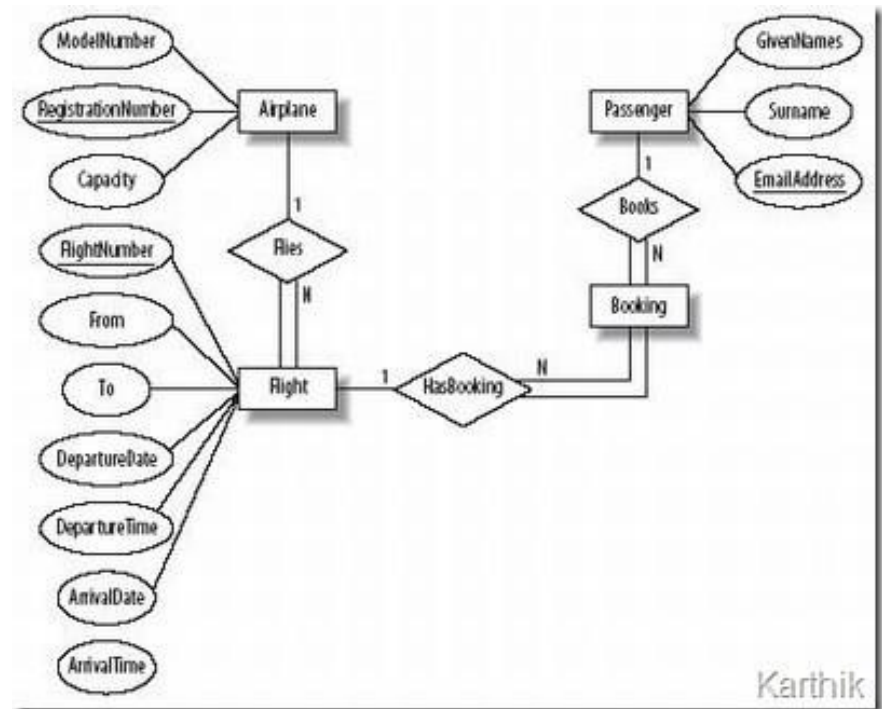 ModelNumber
GivenNames
RegistrationNumber
Airplane
Passenger
Surname
Capacity
EmailAddress
1
1
Books
FlightNumber
Flies
N
N
Booking
From
To
Flight
1
HasBooking
N
DepartureDate
DepartureTime
ArrivalDate
ArrivalTime
Karthik